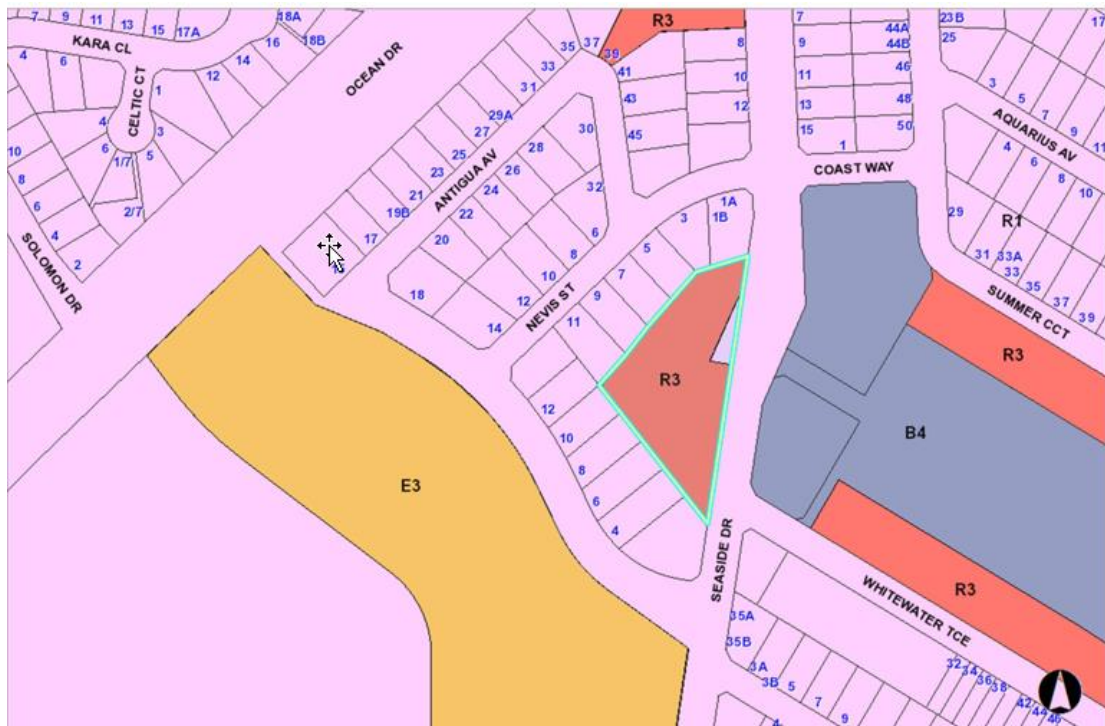 7 9 11 13 15 17A
18A
18B
16
14
12
KARA CL
4 6
CELTIC CT
1
3
4
6
1/7
5
2/7
10
8
6
4
2
SOLOMON DR
OCEAN DR
R3
35
37
39
33
31
29A
27
25
23
21
19B
17
ANTIGUA AV
41
43
45
30
28
26
24
22
20
18
32
6
8
10
12
14
NEVIS ST
8
10
12
7
9
11
13
15
1
44A
44B
46
48
50
COAST WAY
23B
25
17
3
5
7
9
11
AQUARIUS AV
4
6
8
10
29
R1
31
33A
33
35
37
39
SUMMER CCT
1A
1B
3
5
7
9
11
R3
R3
B4
12
10
8
6
4
E3
SEASIDE DR
R3
WHITEWATER TCE
35A
35B
3A
3B
5
7
9
4
32
34
36
38
42
44
46